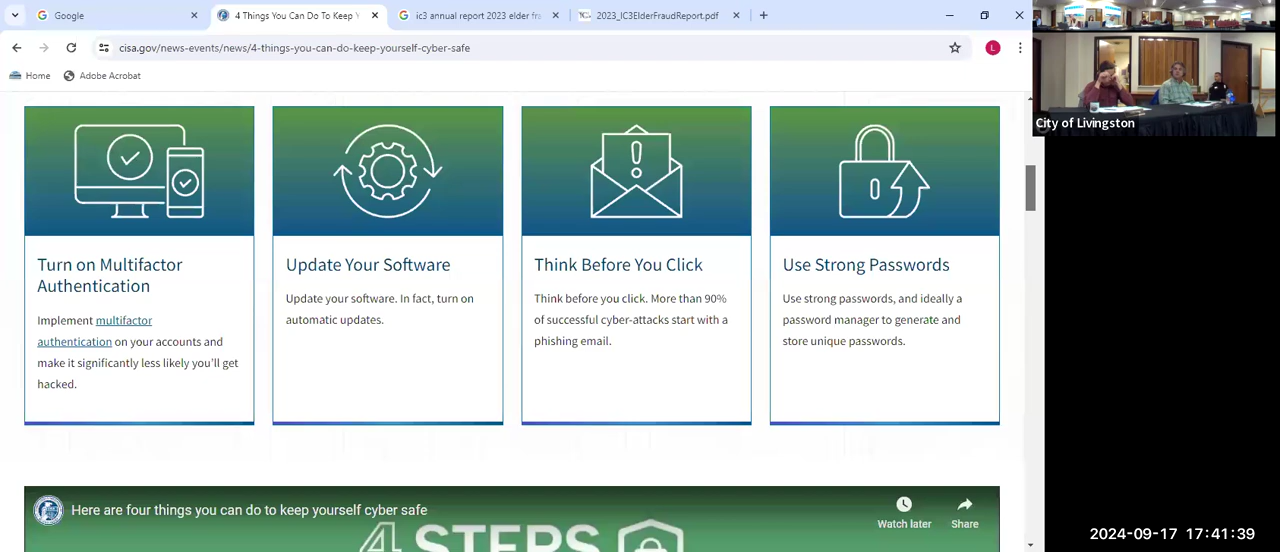 Google
4 Things You Can Do To Keep Y
ic3 annual report 2023 elder fr
2023_IC3ElderFraudReport.pdf
cisa.gov/news-events/news/4-things-you-can-do-keep-yourself-cyber-safe
L
Home
Adobe Acrobat
City of Livingston
Turn on Multifactor
Authentication
Implement multifactor
authentication on your accounts and
make it significantly less likely you'll get
hacked.
Update Your Software
Update your software. In fact, turn on
automatic updates.
Think Before You Click
Think before you click. More than 90%
of successful cyber-attacks start with a
phishing email.
Use Strong Passwords
Use strong passwords, and ideally a
password manager to generate and
store unique passwords.
Here are four things you can do to keep yourself cyber safe
Watch later
Share
4 STEPS
2024-09-17 17:41:39